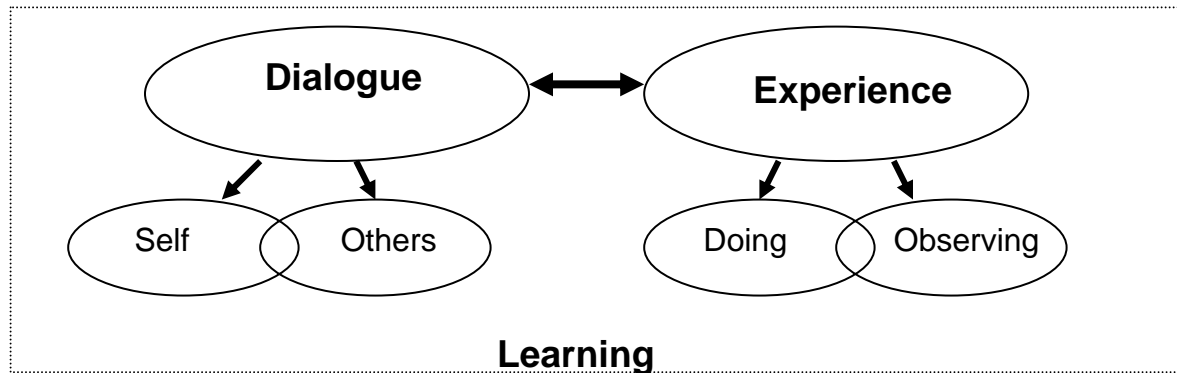 Dialogue
Experience
Self
Others
Doing
Observing
Learning